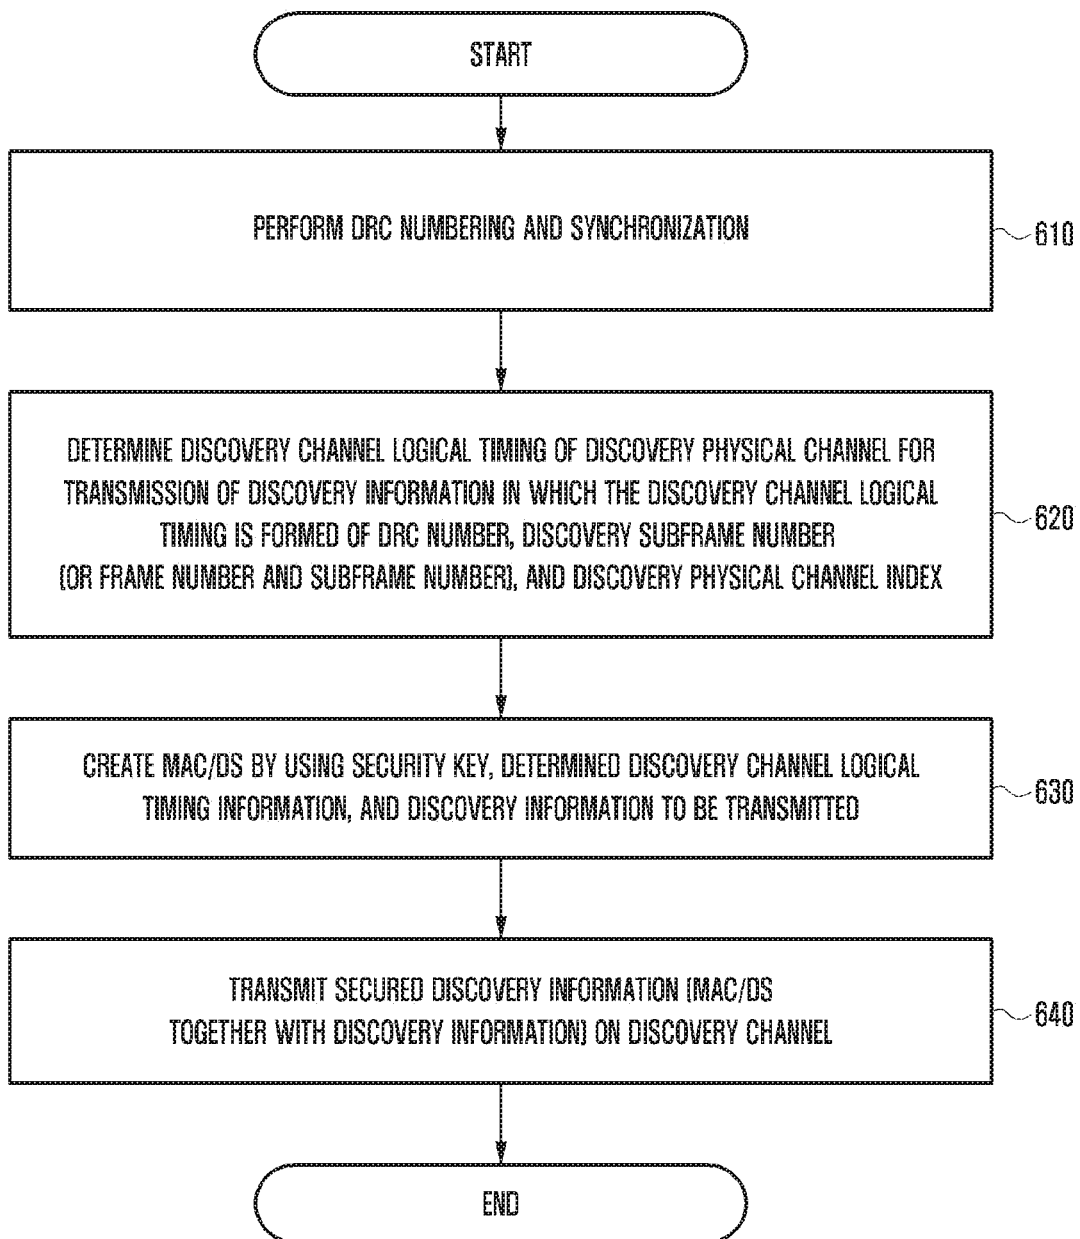 START
PERFORM DRC NUMBERING AND SYNCHRONIZATION
610
DETERMINE DISCOVERY CHANNEL LOGICAL TIMING OF DISCOVERY PHYSICAL CHANNEL FOR
TRANSMISSION OF DISCOVERY INFORMATION IN WHICH THE DISCOVERY CHANNEL LOGICAL
TIMING IS FORMED OF DRC NUMBER, DISCOVERY SUBFRAME NUMBER
(OR FRAME NUMBER AND SUBFRAME NUMBER), AND DISCOVERY PHYSICAL CHANNEL INDEX
620
CREATE MAC/DS BY USING SECURITY KEY, DETERMINED DISCOVERY CHANNEL LOGICAL
TIMING INFORMATION, AND DISCOVERY INFORMATION TO BE TRANSMITTED
630
TRANSMIT SECURED DISCOVERY INFORMATION (MAC/DS
TOGETHER WITH DISCOVERY INFORMATION) ON DISCOVERY CHANNEL
640
END